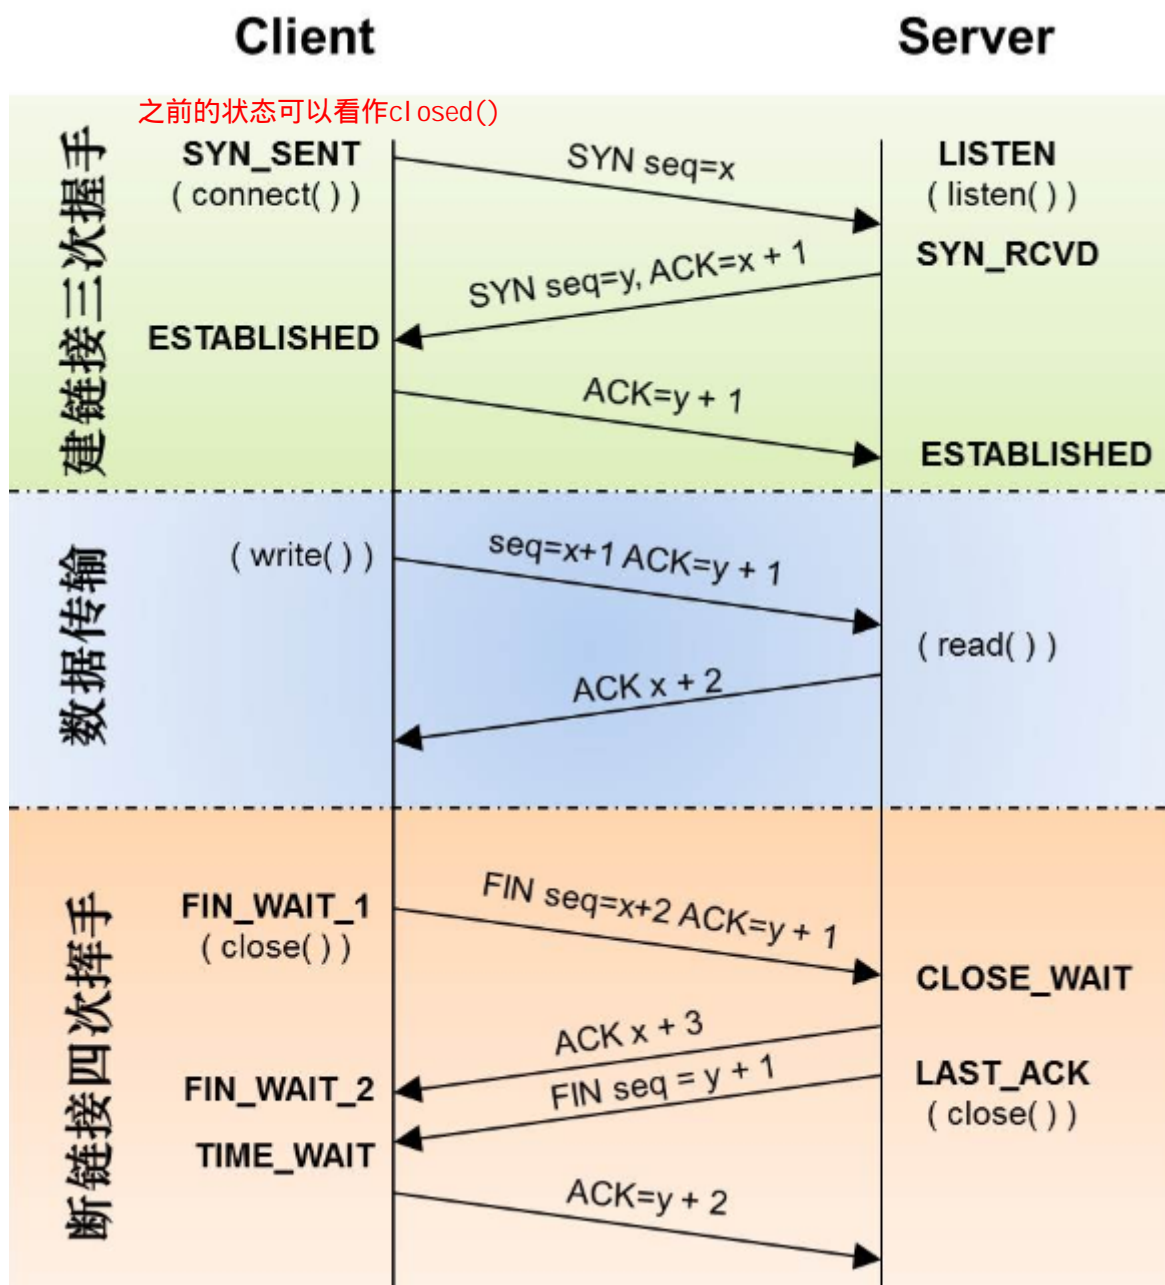 Client
Server
之前的状态可以看作closed()
建链接三次握手
SYN_SENT
( connect( ) )
SYN seq=x
LISTEN
( listen( ) )
SYN_RCVD
SYN seq=y, ACK=x + 1
ESTABLISHED
ACK=y + 1
ESTABLISHED
数据传输
( write( ) )
seq=x+1 ACK=y + 1
( read( ) )
ACK x + 2
断链接四次挥手
FIN_WAIT_1
( close( ) )
FIN seq=x+2 ACK=y + 1
CLOSE_WAIT
ACK x + 3
FIN_WAIT_2
FIN seq = y + 1
LAST_ACK
( close( ) )
TIME_WAIT
ACK=y + 2